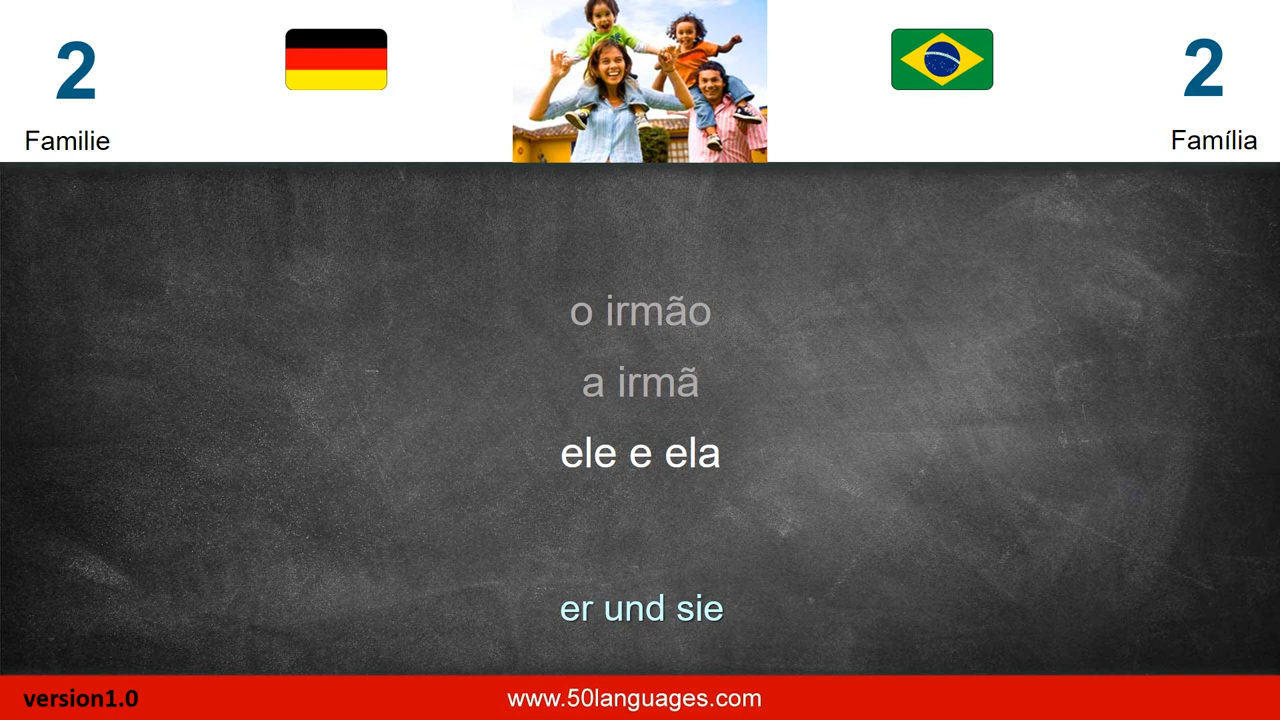 2
2
Familie
Família
o irmão
a irmã
ele e ela
er und sie
version1.0
www.50languages.com